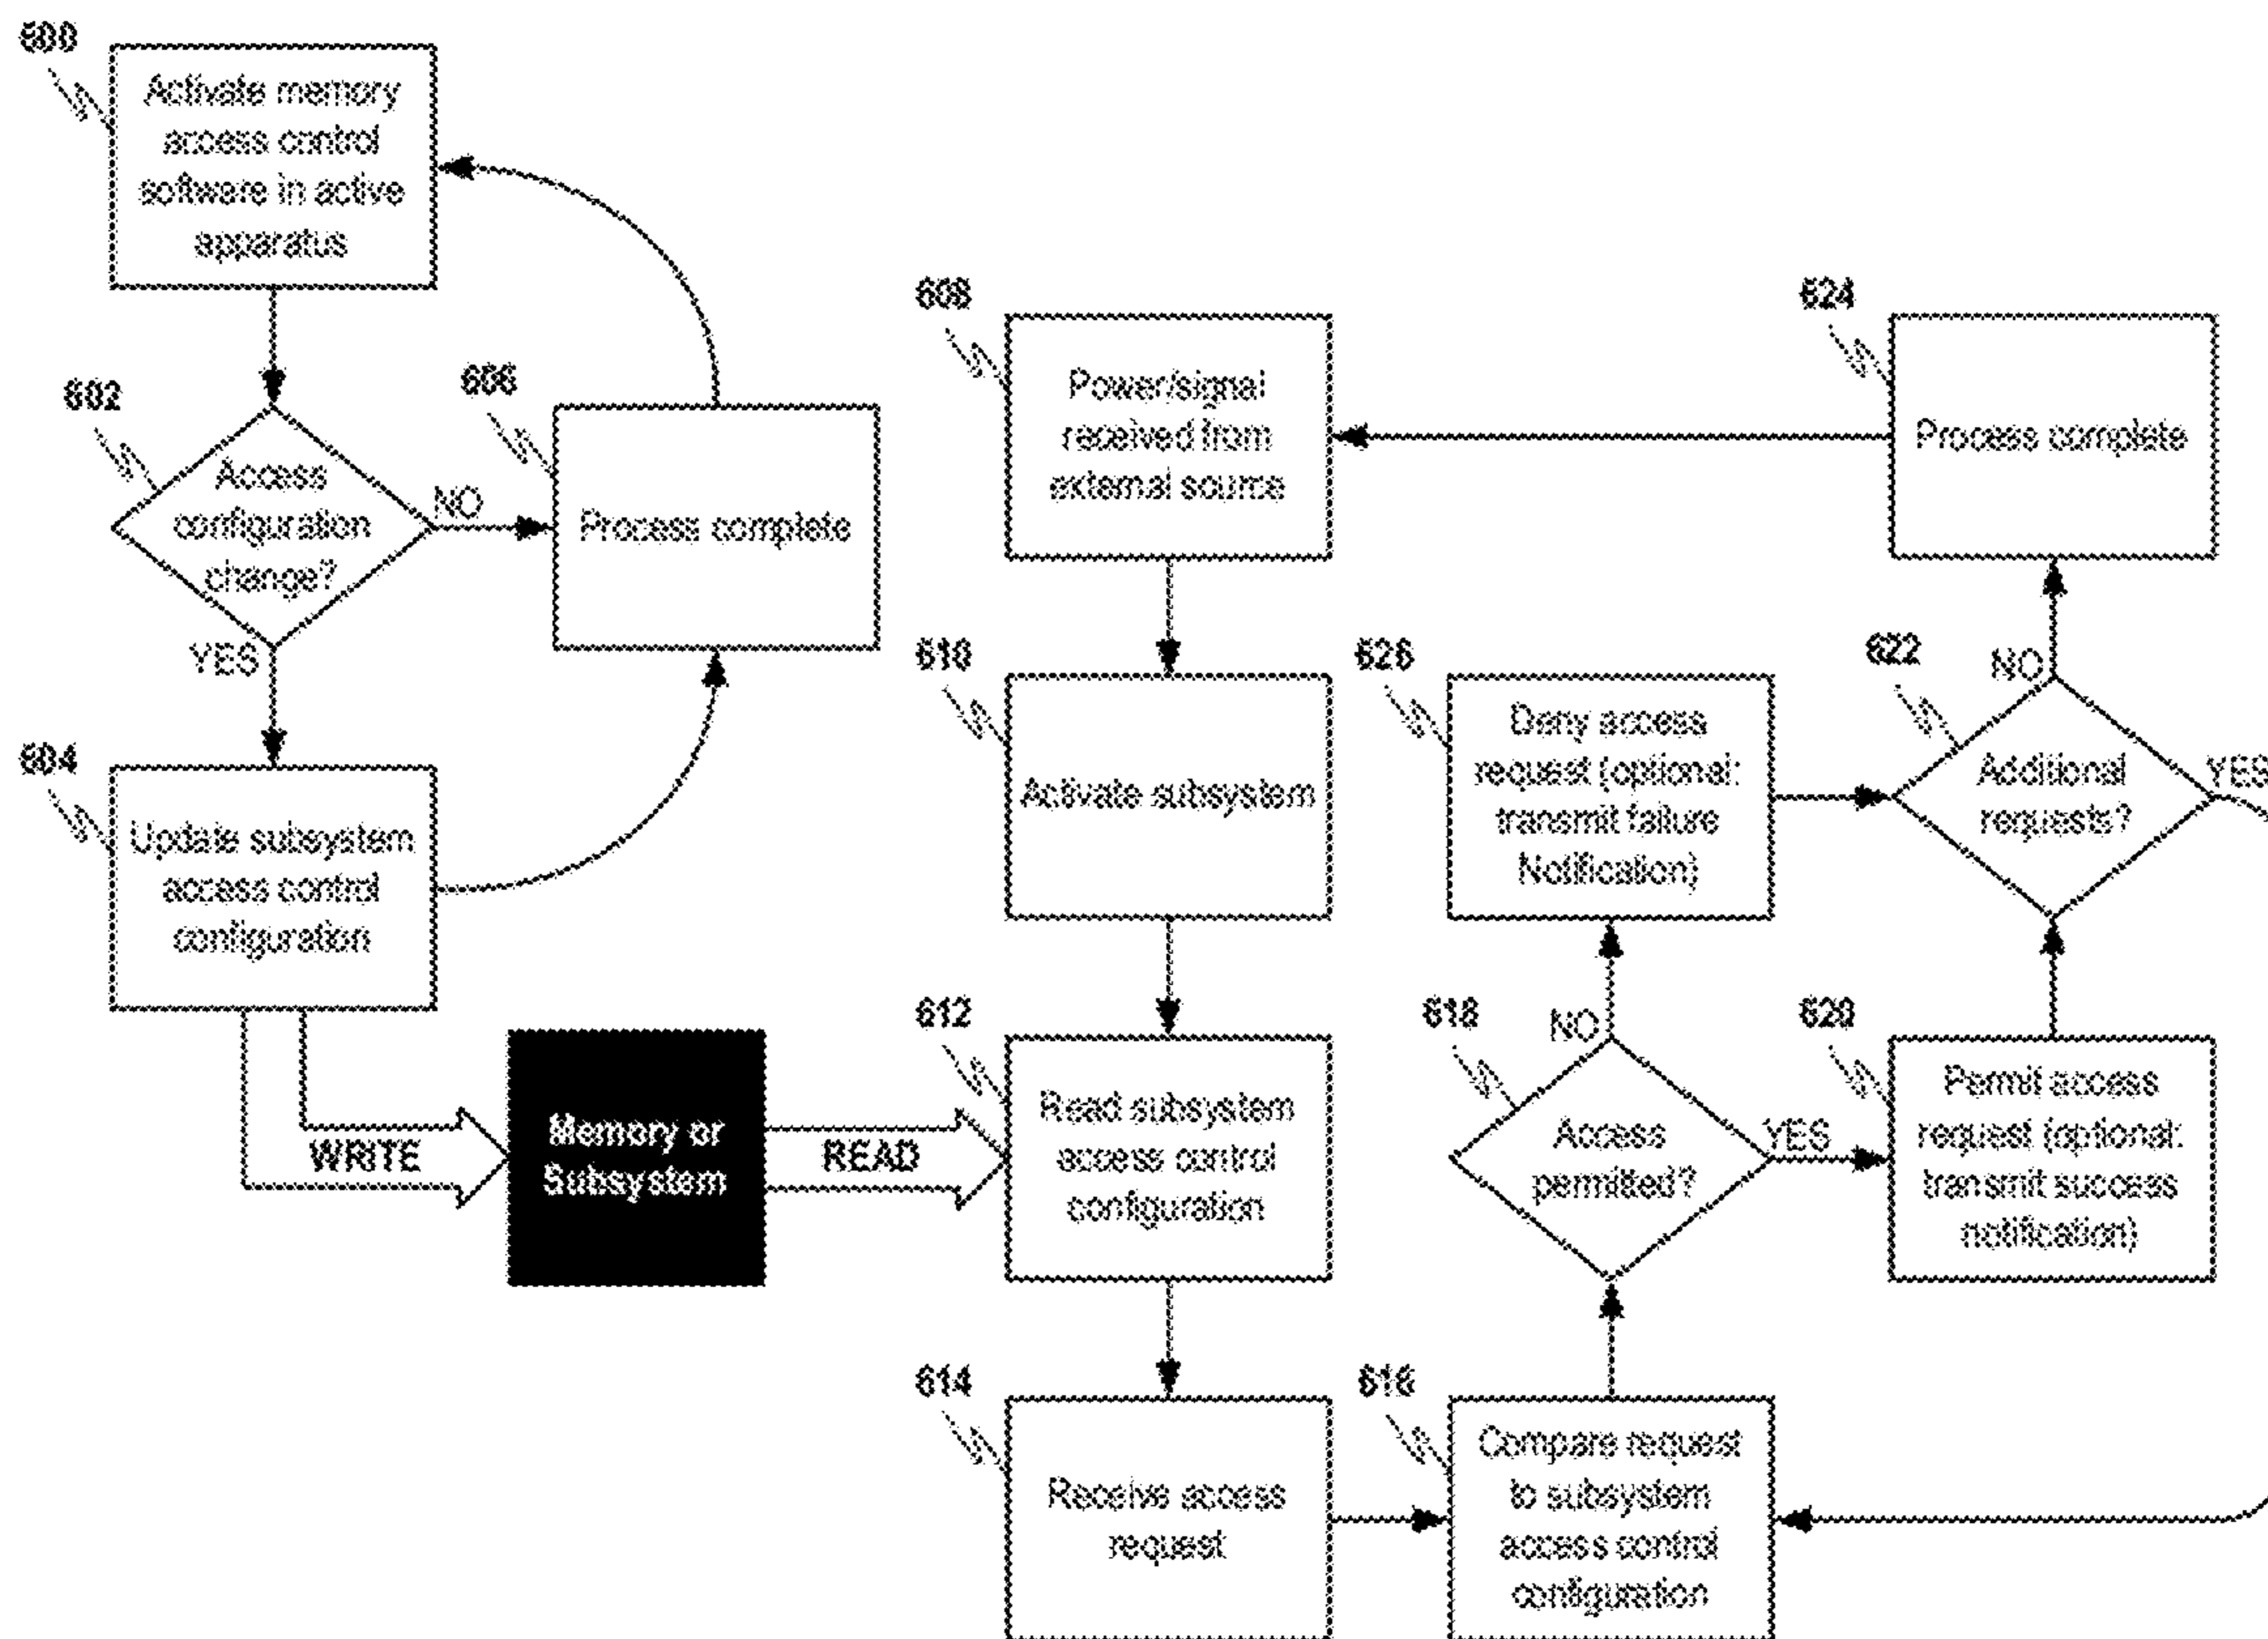 600
Activate memory
access control
software in active
apparatus
602
Access
configuration
change?
NO
YES
606
Process complete
604
Update subsystem
access control
configuration
WRITE
Memory or
Subsystem
READ
608
Power/signal
received from
external source
610
Activate subsystem
612
Read subsystem
access control
configuration
614
Receive access
request
616
Compare request
to subsystem
access control
configuration
618
Access
permitted?
NO
YES
626
Deny access
request (optional:
transmit failure
Notification)
620
Permit access
request (optional:
transmit success
notification)
622
Additional
requests?
NO
YES
624
Process complete